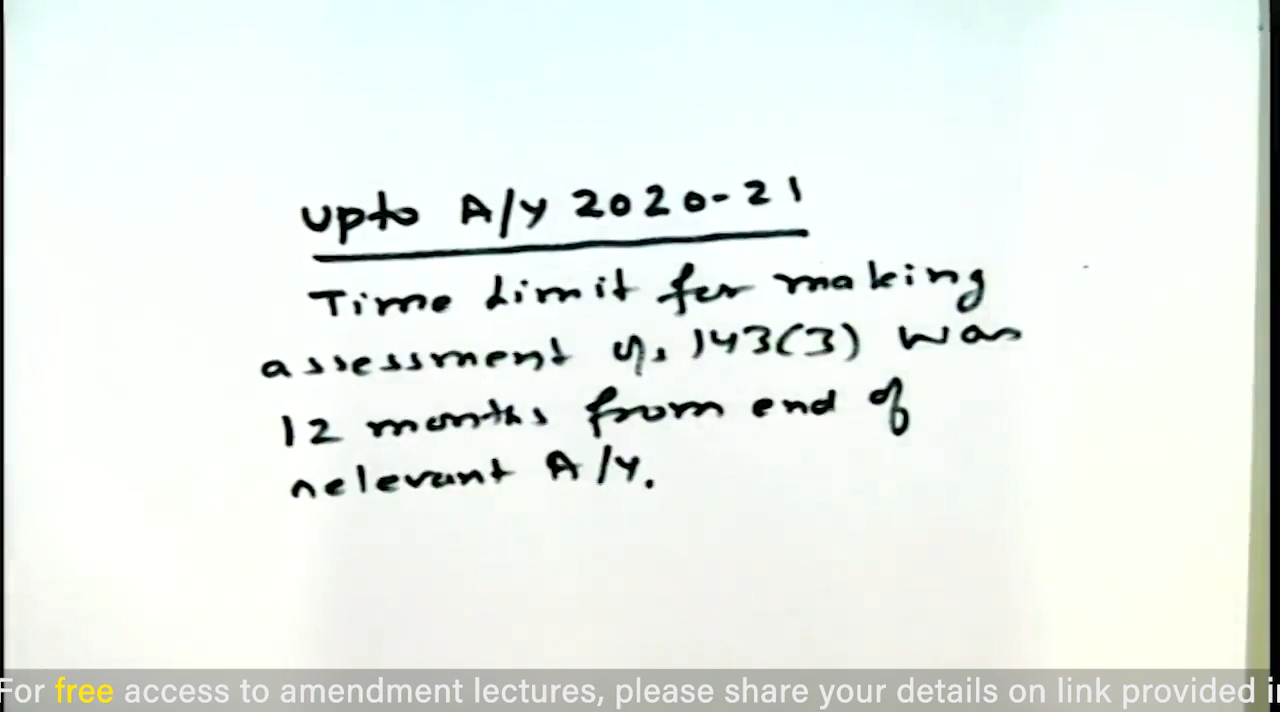 upto A/Y 2020-21
Time Limit for making
assessment u/s 143(3) was
12 months from end of
relevant A/Y.
For free access to amendment lectures, please share your details on link provided i